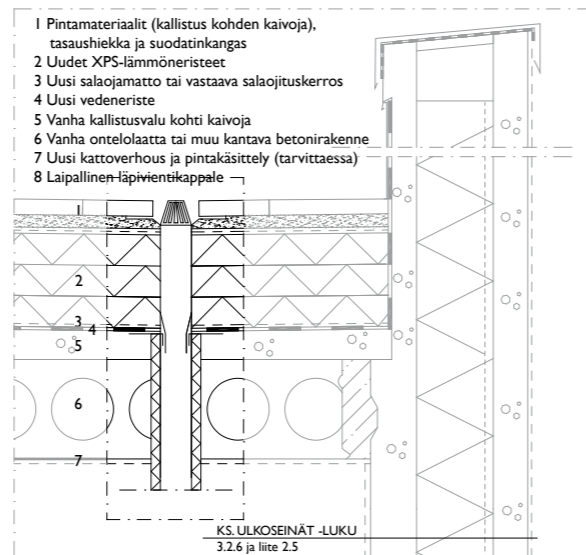 1 Pintamateriaalit (kallistus kohden kaivoja),
tasaushiekka ja suodatinkangas
2 Uudet XPS-lämmöneristeet
3 Uusi salaojamatto tai vastaava salaojituskerros
4 Uusi vedeneriste
5 Vanha kallistusvalu kohti kaivoja
6 Vanha ontelolaatta tai muu kantava betonirakenne
7 Uusi kattoverhous ja pintakäsittely (tarvittaessa)
8 Laipallinen läpivientikappale
1
2
3
4
5
6
7
KS. ULKOSEINÄT -LUKU
3.2.6 ja liite 2.5